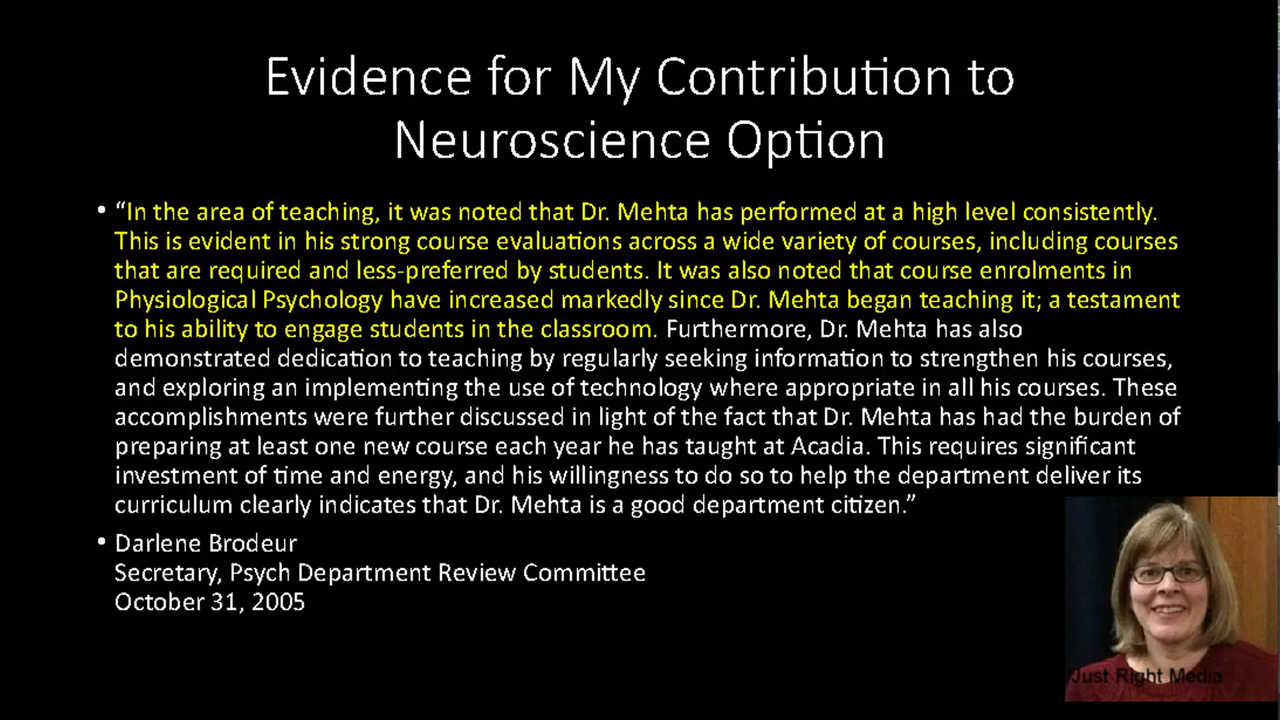 Evidence for My Contribution to
Neuroscience Option
• “In the area of teaching, it was noted that Dr. Mehta has performed at a high level consistently.
This is evident in his strong course evaluations across a wide variety of courses, including courses
that are required and less-preferred by students. It was also noted that course enrolments in
Physiological Psychology have increased markedly since Dr. Mehta began teaching it; a testament
to his ability to engage students in the classroom. Furthermore, Dr. Mehta has also
demonstrated dedication to teaching by regularly seeking information to strengthen his courses,
and exploring an implementing the use of technology where appropriate in all his courses. These
accomplishments were further discussed in light of the fact that Dr. Mehta has had the burden of
preparing at least one new course each year he has taught at Acadia. This requires significant
investment of time and energy, and his willingness to do so to help the department deliver its
curriculum clearly indicates that Dr. Mehta is a good department citizen.”
• Darlene Brodeur
Secretary, Psych Department Review Committee
October 31, 2005
Just Right Media